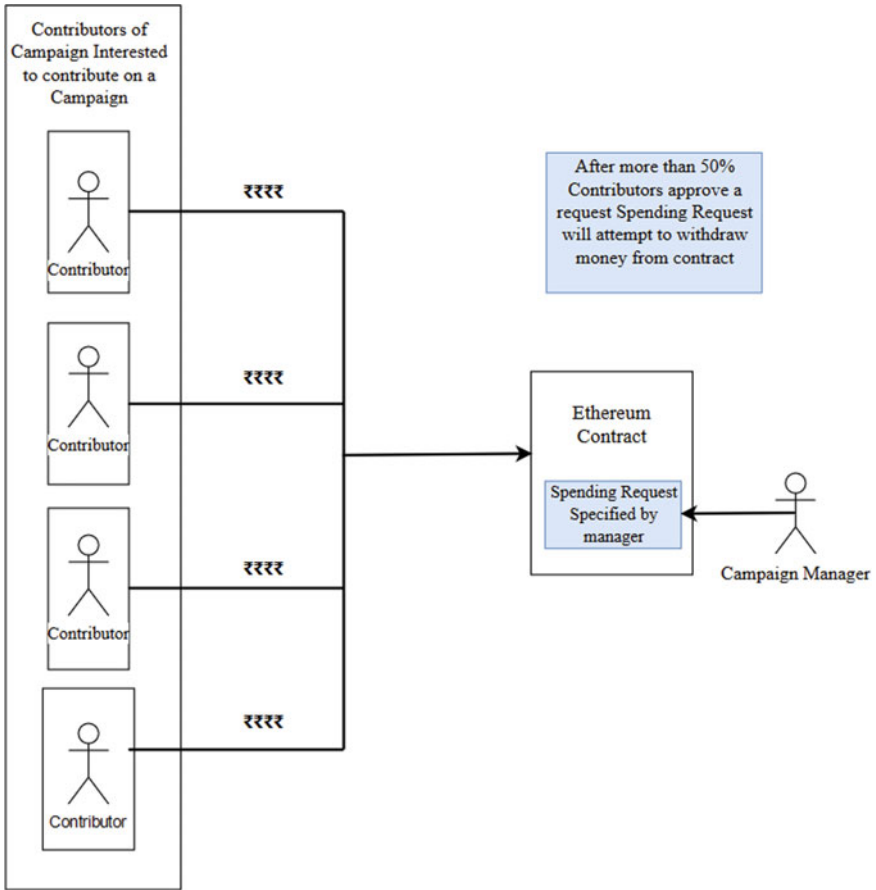 Contributors of
Campaign Interested
to contribute on a
Campaign
₹₹₹₹
Contributor
₹₹₹₹
Contributor
₹₹₹₹
Contributor
₹₹₹₹
Contributor
After more than 50%
Contributors approve a
request Spending Request
will attempt to withdraw
money from contract
Ethereum
Contract
Spending Request
Specified by
manager
Campaign Manager